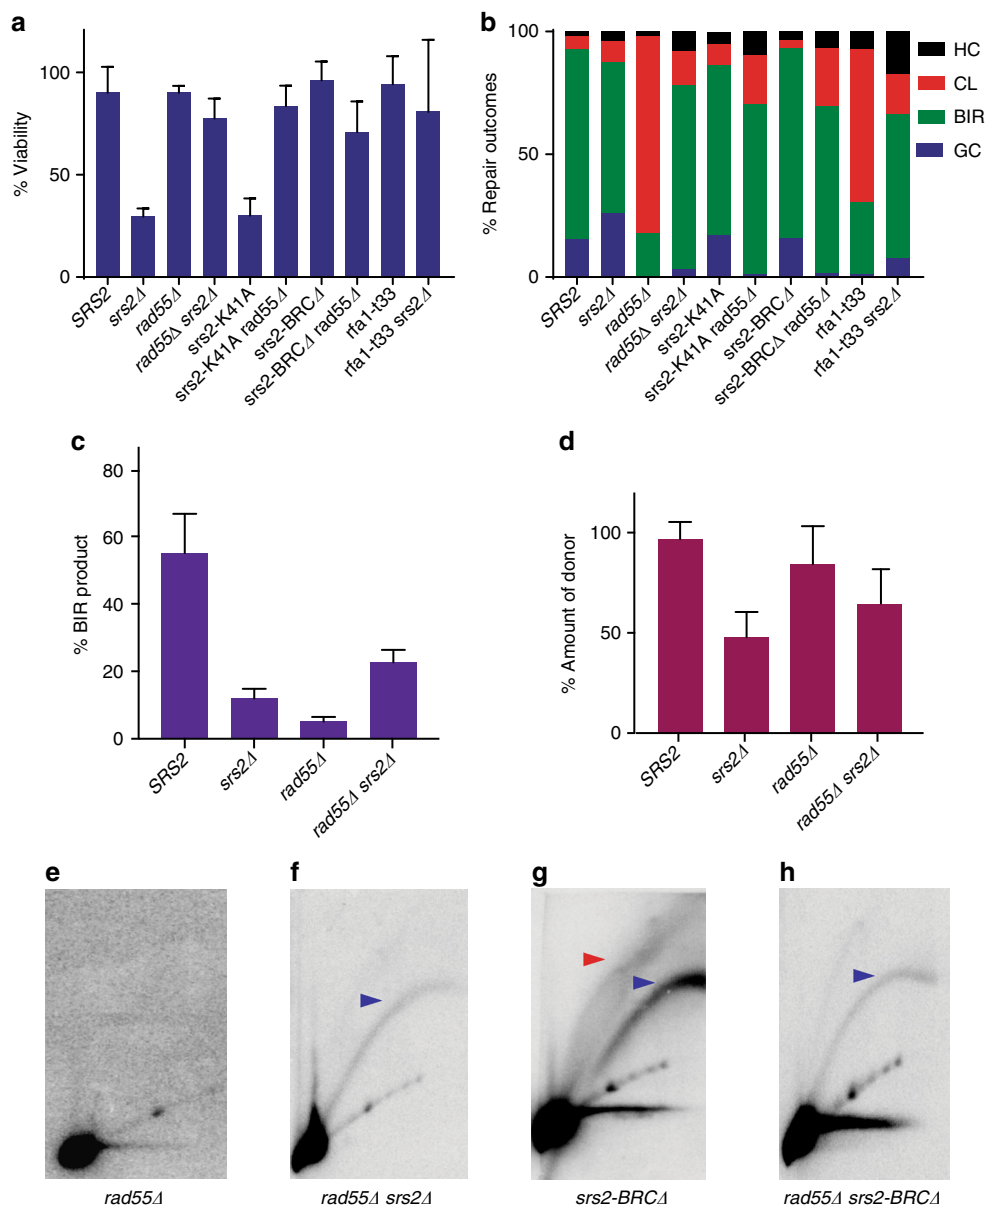 a
% Viability
100
50
0
SRS2
srs2Δ
rad55Δ
rad55Δ srs2Δ
srs2-K41A
srs2-K41A rad55Δ
srs2-BRCΔ
srs2-BRCΔ rad55Δ
rfa1-t33
rfa1-t33 srs2Δ
b
% Repair outcomes
100
50
0
SRS2
srs2Δ
rad55Δ
rad55Δ srs2Δ
srs2-K41A
srs2-K41A rad55Δ
srs2-BRCΔ
srs2-BRCΔ rad55Δ
rfa1-t33
rfa1-t33 srs2Δ
HC
CL
BIR
GC
c
% BIR product
80
60
40
20
0
SRS2
srs2Δ
rad55Δ
rad55Δ srs2Δ
d
% Amount of donor
100
50
0
SRS2
srs2Δ
rad55Δ
rad55Δ srs2Δ
e
rad55Δ
f
rad55Δ srs2Δ
g
srs2-BRCΔ
h
rad55Δ srs2-BRCΔ